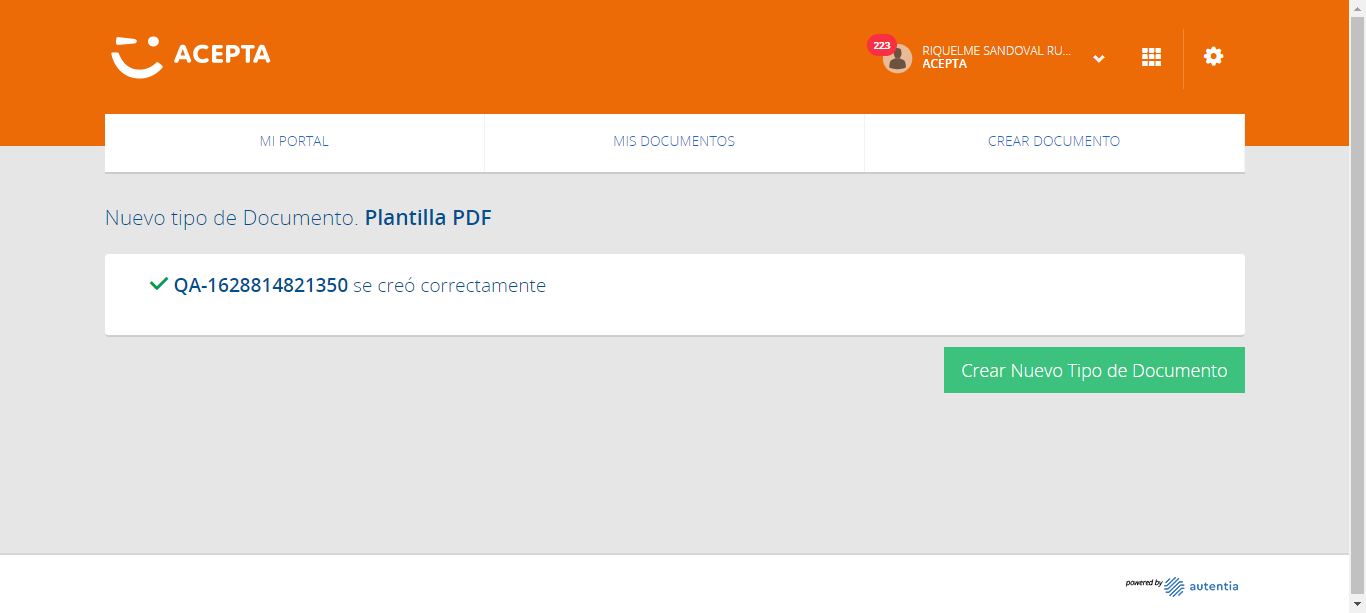 ACEPTA
223
RIQUELME SANDOVAL RU...
ACEPTA
MI PORTAL
MIS DOCUMENTOS
CREAR DOCUMENTO
Nuevo tipo de Documento. Plantilla PDF
QA-1628814821350 se creó correctamente
Crear Nuevo Tipo de Documento
powered by autentia